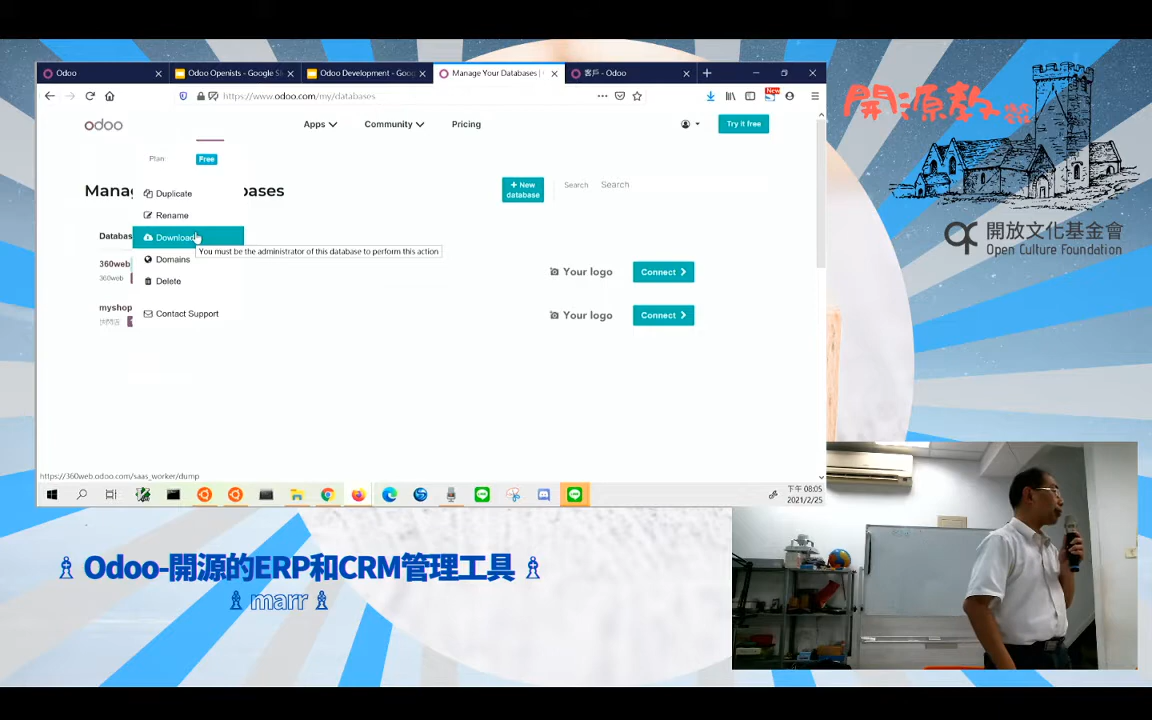 Odoo
Odoo Openists - Google Sl
Odoo Development - Goo
Manage Your Databases |
客戶 - Odoo
https://www.odoo.com/my/databases
New
odoo
Apps
Community
Pricing
Try it free
Plan:
Free
Manag
bases
+ New
database
Search
Search
Duplicate
Rename
Databas
Download
You must be the administrator of this database to perform this action
360web
360web
Domains
Your logo
Connect
Delete
myshop
Your logo
Connect
Contact Support
https://360web.odoo.com/saas_worker/dump
下午 08:05
2021/2/25
開源教
開放文化基金會
Open Culture Foundation
Odoo-開源的ERP和CRM管理工具
marr